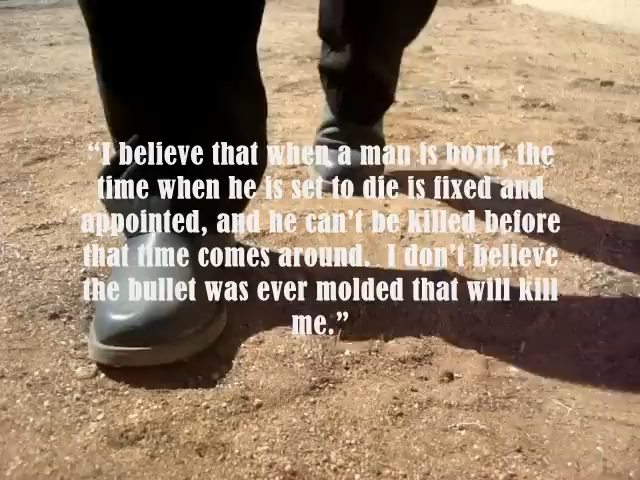 “I believe that when a man is born, the
time when he is set to die is fixed and
appointed, and he can’t be killed before
that time comes around.  I don’t believe
the bullet was ever molded that will kill
me.”